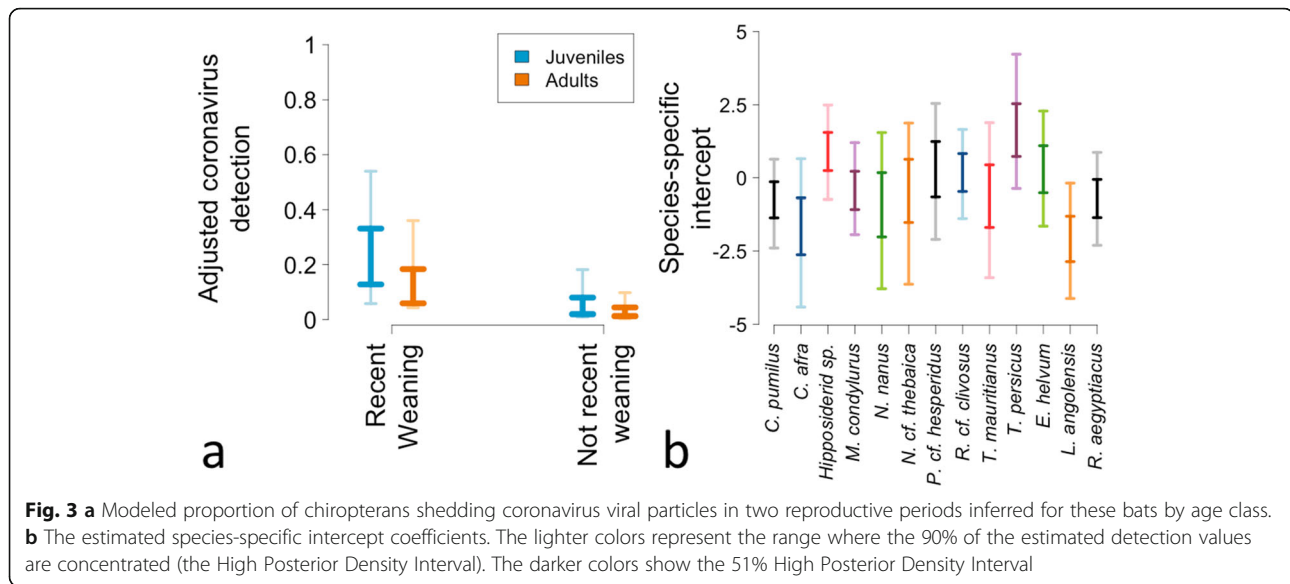 Adjusted coronavirus
detection
1
0.8
0.6
0.4
0.2
0
Juveniles
Adults
Recent
Weaning
Not recent
weaning
a
Species-specific
intercept
5
2.5
0
-2.5
-5
C. pumilus
C. afra
Hipposiderid sp.
M. condylurus
N. nanus
N. cf. thebaica
P. cf. hesperidus
R. cf. clivosus
T. mauritianus
T. persicus
E. helvum
L. angolensis
R. aegyptiacus
b
Fig. 3 a Modeled proportion of chiropterans shedding coronavirus viral particles in two reproductive periods inferred for these bats by age class.
b The estimated species-specific intercept coefficients. The lighter colors represent the range where the 90% of the estimated detection values
are concentrated (the High Posterior Density Interval). The darker colors show the 51% High Posterior Density Interval